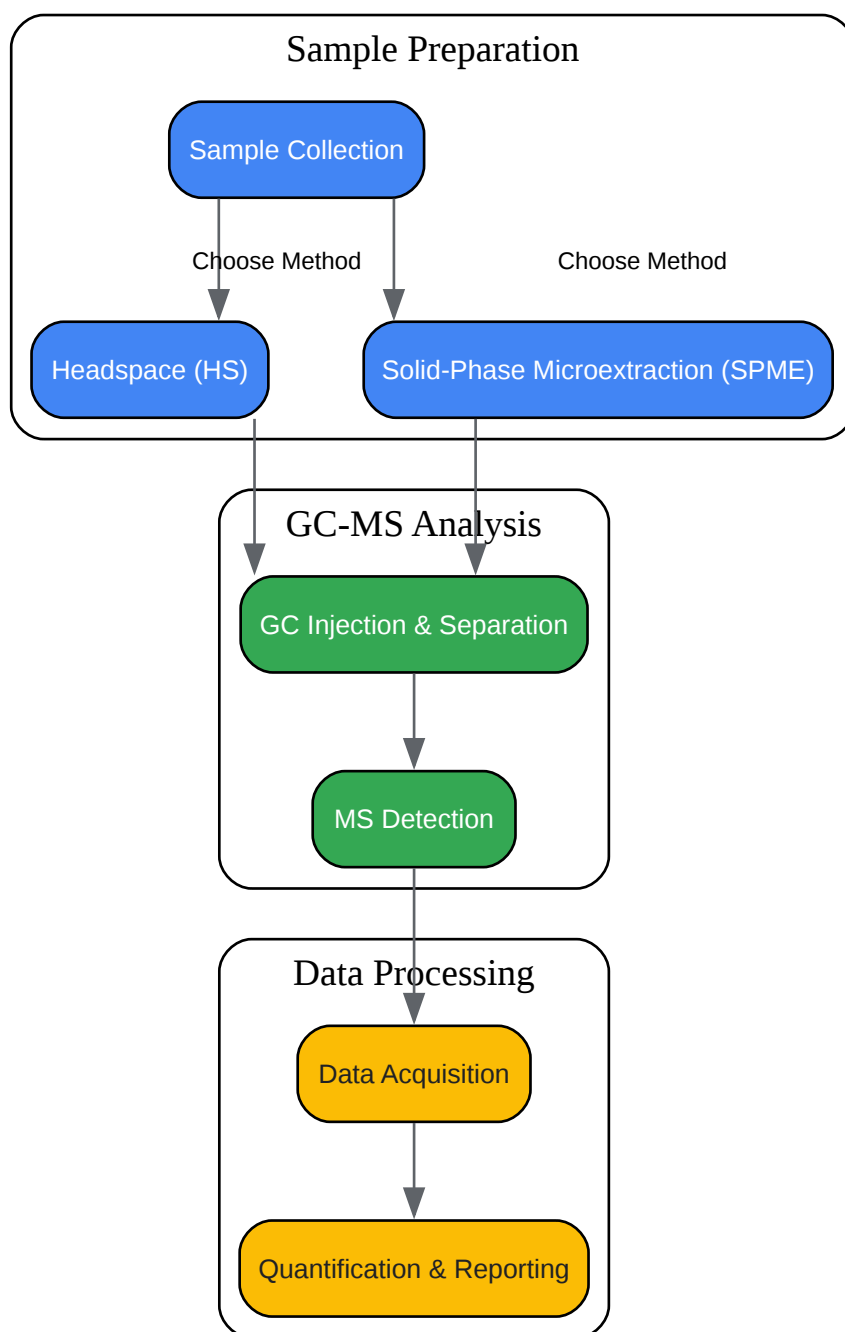 Sample Preparation
Sample Collection
Choose Method
Choose Method
Headspace (HS)
Solid-Phase Microextraction (SPME)
GC-MS Analysis
GC Injection & Separation
MS Detection
Data Processing
Data Acquisition
Quantification & Reporting